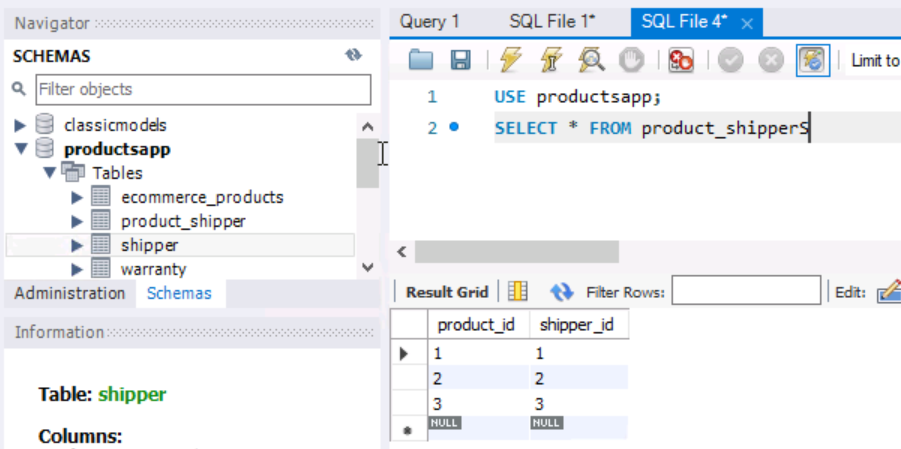 Navigator
SCHEMAS
Filter objects
classicmodels
productsapp
Tables
ecommerce_products
product_shipper
shipper
warranty
Administration Schemas
Information
Table: shipper
Columns:
Query 1 SQL File 1* SQL File 4* ×
Limit to
1 USE productsapp;
2 SELECT * FROM product_shipperS
Result Grid Filter Rows: Edit:
product_id shipper_id
1 1
2 2
3 3
NULL NULL